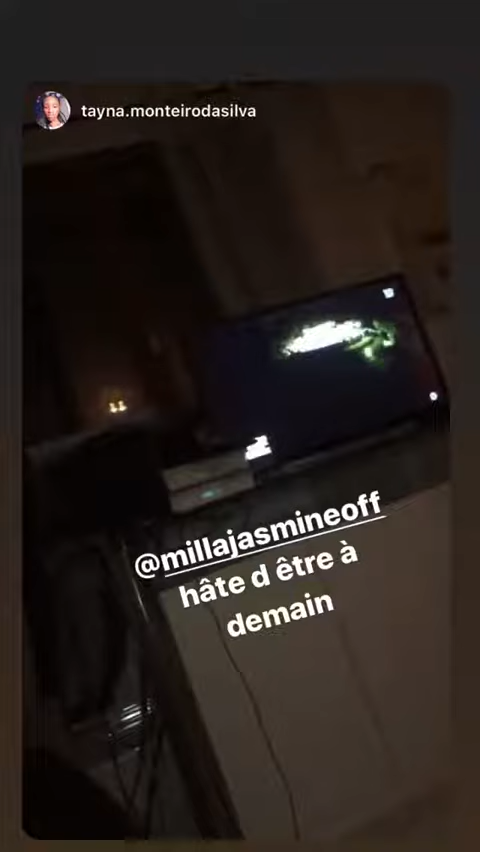 tayna.monteirodasilva
@millajasmineoff
hâte d être à
demain